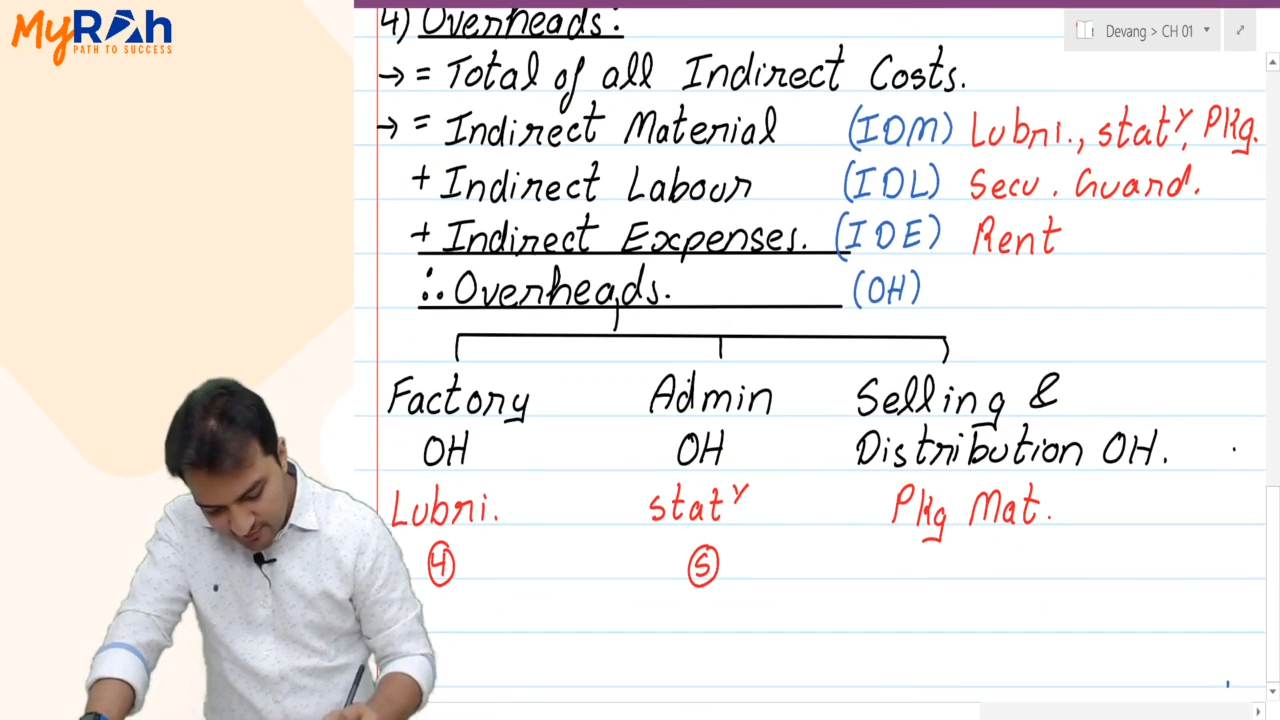 MyRAh
PATH TO SUCCESS
Devang > CH 01
4) Overheads:
→ = Total of all Indirect Costs.
→ = Indirect Material (IDM) Lubri., statʸ, Pkg.
+ Indirect Labour (IDL) Secu. Guard.
+ Indirect Expenses. (IDE) Rent
∴ Overheads. (OH)
Factory Admin Selling &
OH OH Distribution OH.
Lubri. statʸ Pkg Mat.
④ ⑤